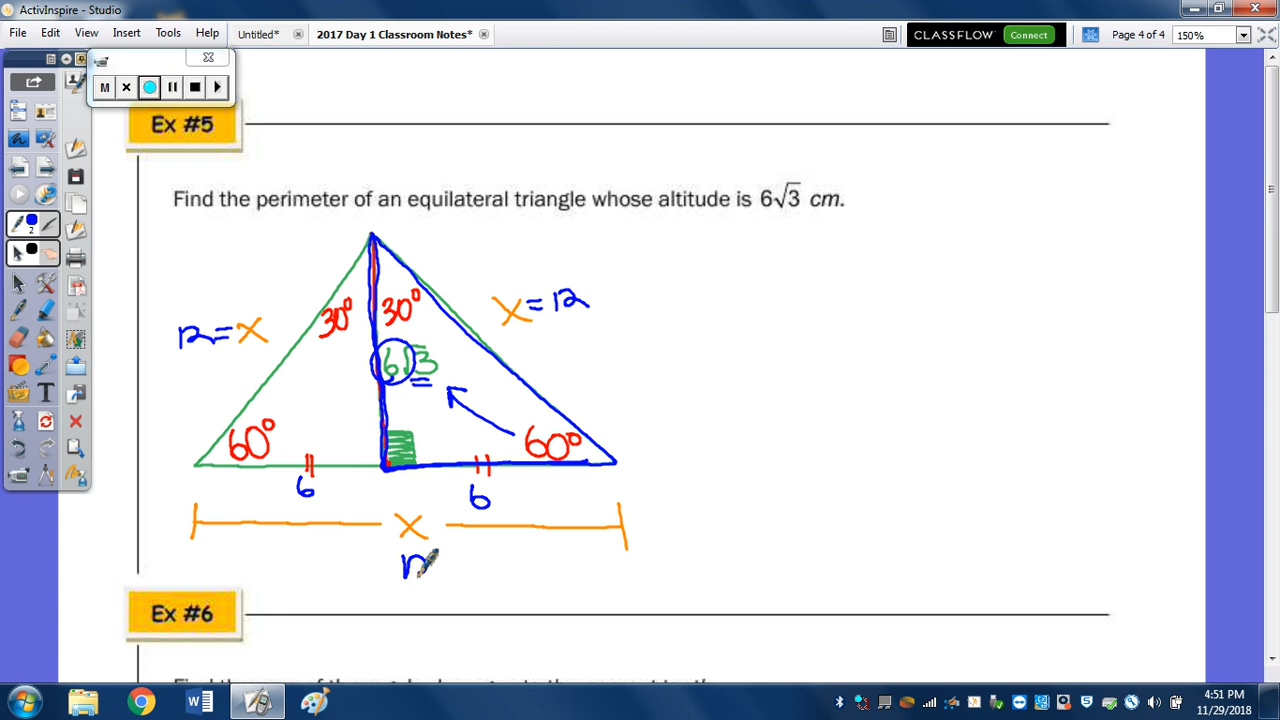 ActivInspire - Studio
File Edit View Insert Tools Help
Untitled*
2017 Day 1 Classroom Notes*
CLASSFLOW Connect
Page 4 of 4
150%
M
Ex #5
Find the perimeter of an equilateral triangle whose altitude is 6√3 cm.
30° 30°
12=x
x=12
6√3
60° 60°
6 6
x
Ex #6
2
T
W
4:51 PM
11/29/2018